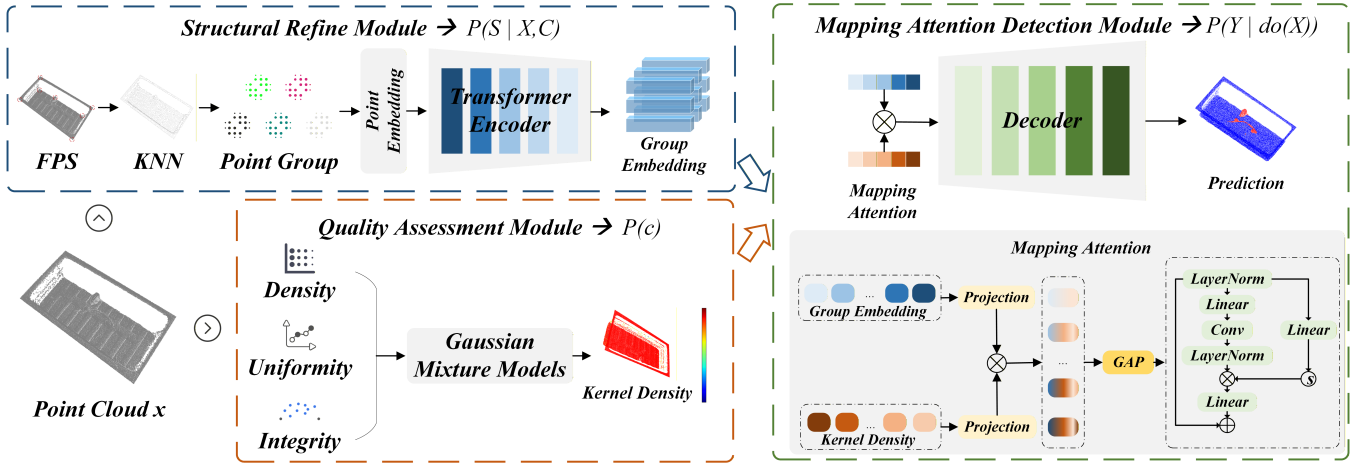 Structural Refine Module → P(S | X,C)
FPS
KNN
Point Group
Point
Embedding
Transformer
Encoder
Group
Embedding
Point Cloud x
Quality Assessment Module → P(c)
Density
Uniformity
Integrity
Gaussian
Mixture Models
Kernel Density
Mapping Attention Detection Module → P(Y | do(X))
Mapping
Attention
Decoder
Prediction
Mapping Attention
...
Group Embedding
Projection
...
Kernel Density
Projection
...
GAP
LayerNorm
Linear
Conv
LayerNorm
Linear
Linear
S